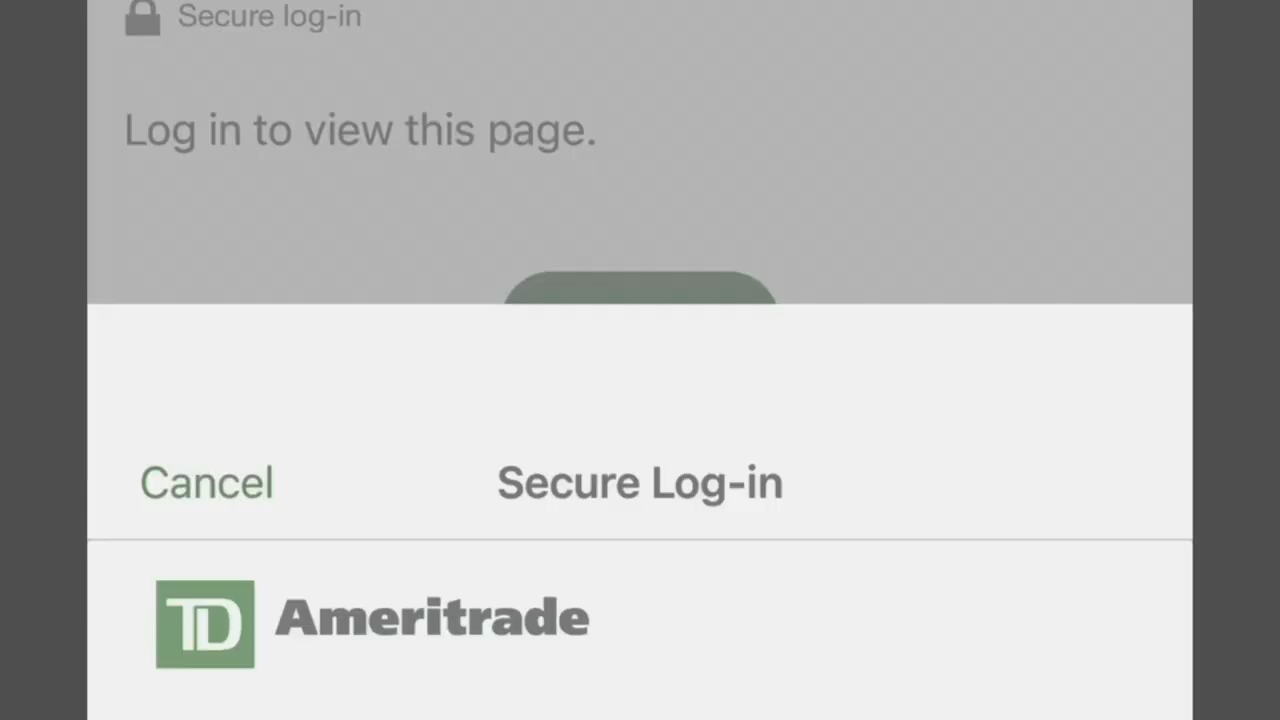 Secure log-in
Log in to view this page.
Cancel
Secure Log-in
TD Ameritrade